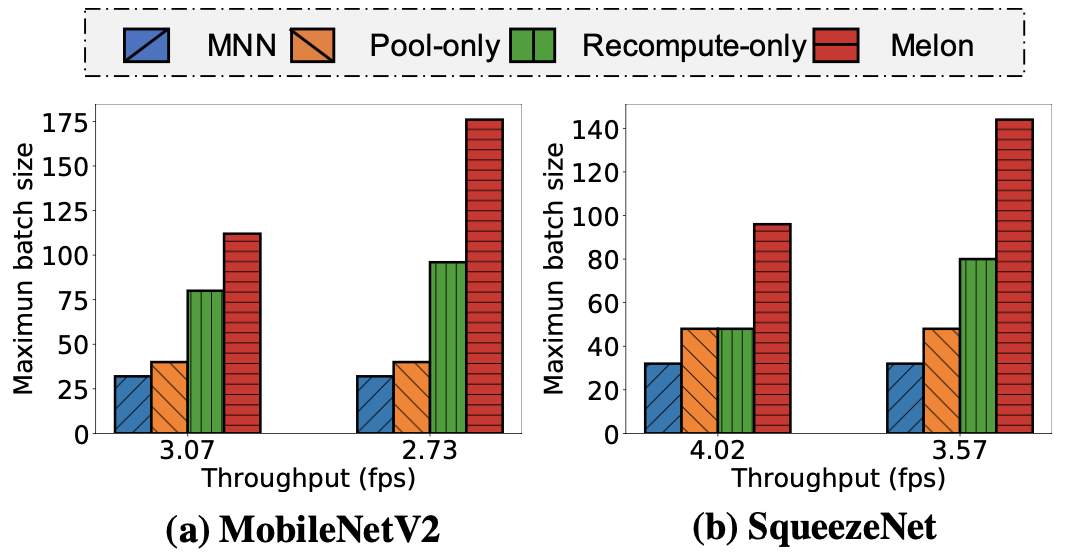 MNN Pool-only Recompute-only Melon
Maximun batch size
175
150
125
100
75
50
25
0
3.07 2.73
Throughput (fps)
(a) MobileNetV2
Maximun batch size
140
120
100
80
60
40
20
0
4.02 3.57
Throughput (fps)
(b) SqueezeNet